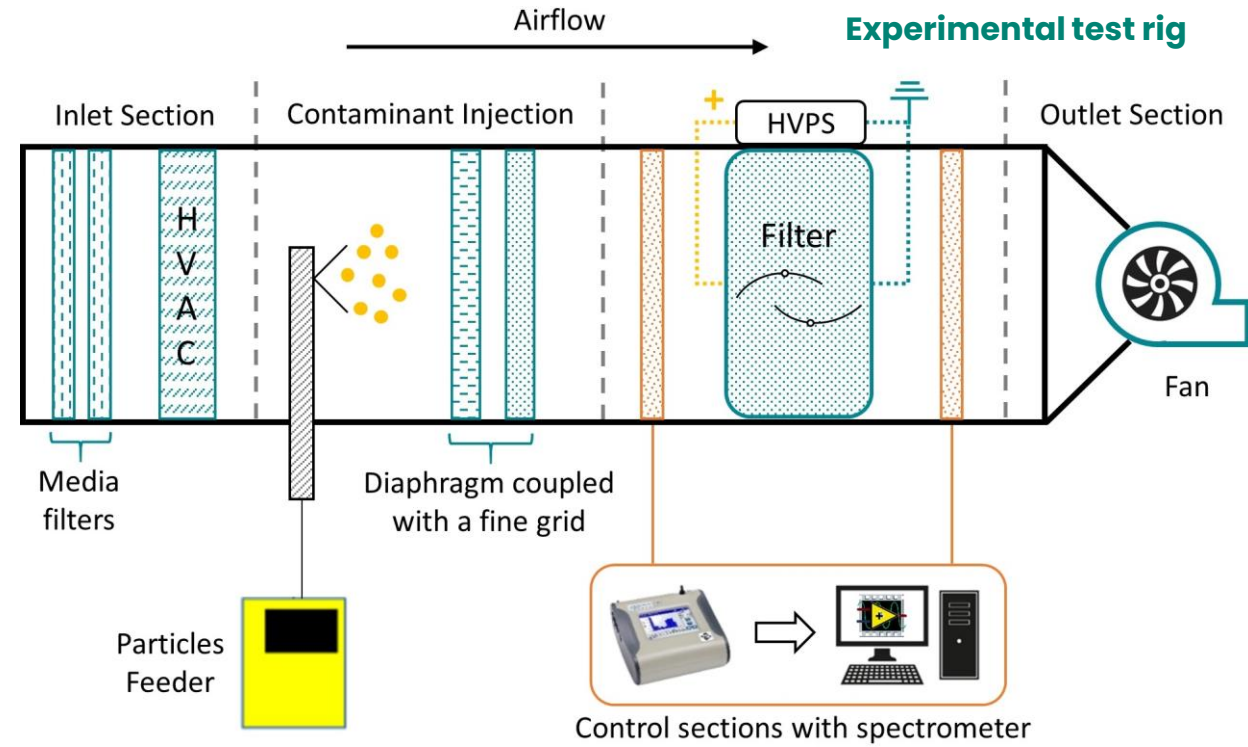 Airflow
Experimental test rig
Inlet Section
Contaminant Injection
+
HVPS
Outlet Section
H
V
A
C
Filter
Fan
Media
filters
Diaphragm coupled
with a fine grid
Particles
Feeder
+
Control sections with spectrometer